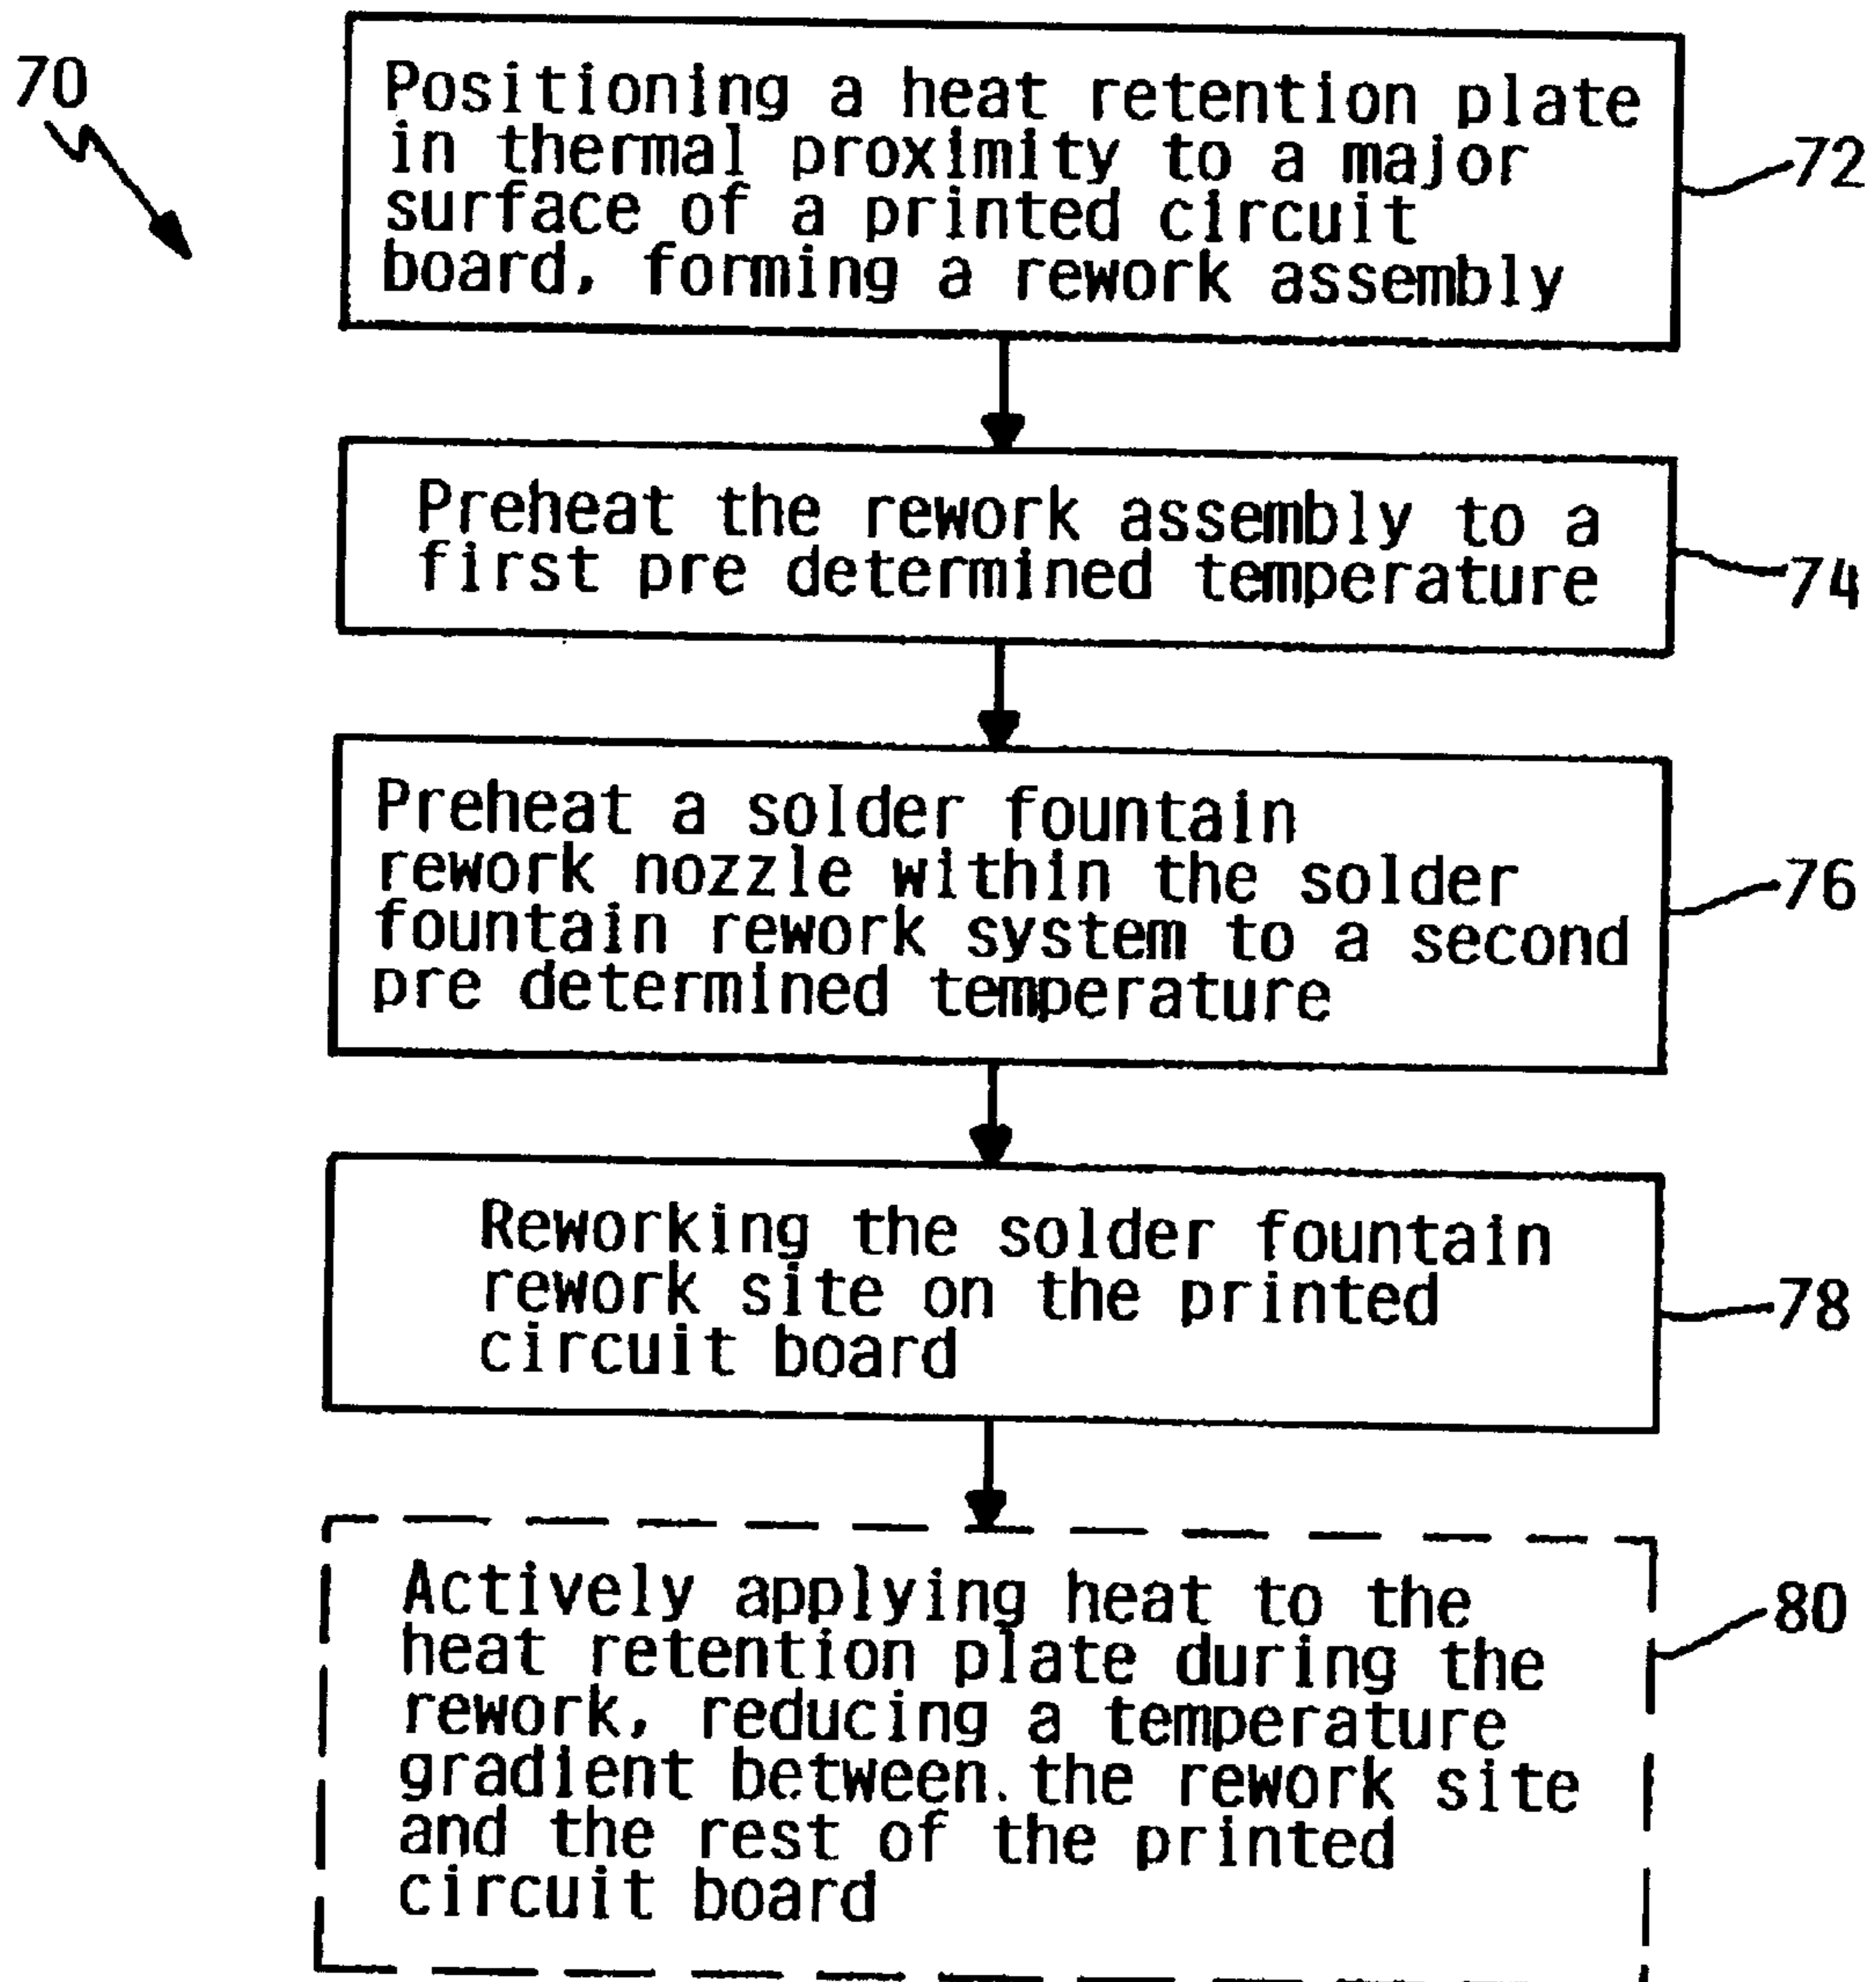 70
Positioning a heat retention plate
in thermal proximity to a major
surface of a printed circuit
board, forming a rework assembly
72
Preheat the rework assembly to a
first pre determined temperature
74
Preheat a solder fountain
rework nozzle within the solder
fountain rework system to a second
pre determined temperature
76
Reworking the solder fountain
rework site on the printed
circuit board
78
Actively applying heat to the
heat retention plate during the
rework, reducing a temperature
gradient between the rework site
and the rest of the printed
circuit board
80